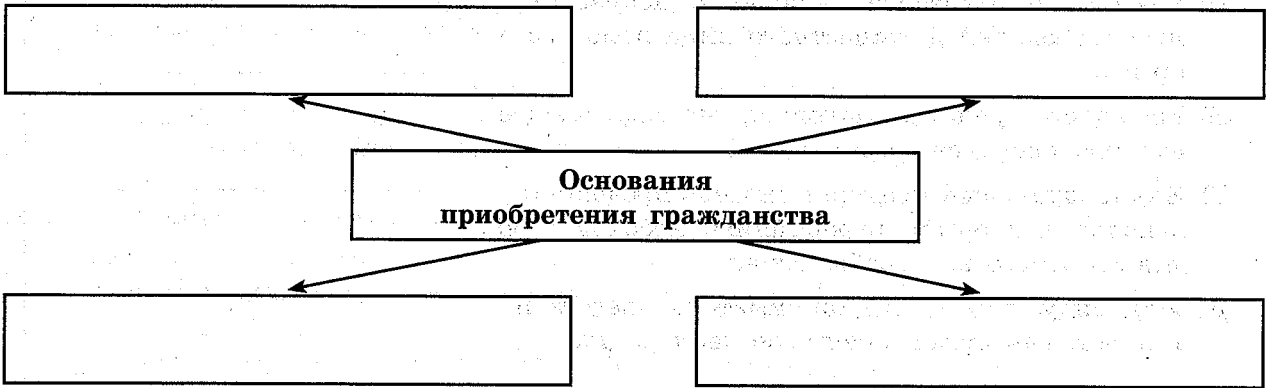 Основания
приобретения гражданства